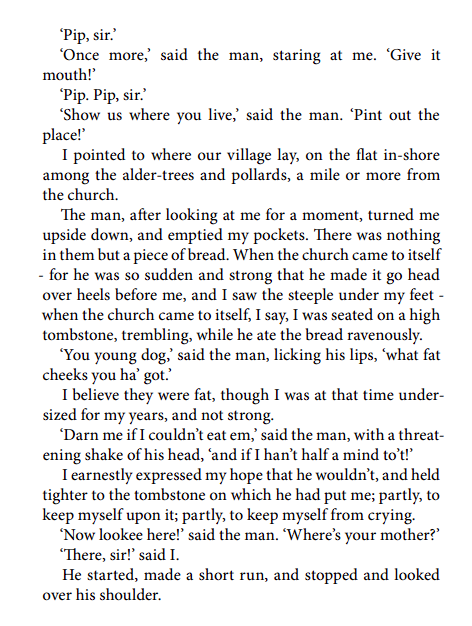 ‘Pip, sir.’
‘Once more,’ said the man, staring at me. ‘Give it
mouth!’
‘Pip. Pip, sir.’
‘Show us where you live,’ said the man. ‘Pint out the
place!’
I pointed to where our village lay, on the flat in-shore
among the alder-trees and pollards, a mile or more from
the church.
The man, after looking at me for a moment, turned me
upside down, and emptied my pockets. There was nothing
in them but a piece of bread. When the church came to itself
- for he was so sudden and strong that he made it go head
over heels before me, and I saw the steeple under my feet -
when the church came to itself, I say, I was seated on a high
tombstone, trembling, while he ate the bread ravenously.
‘You young dog,’ said the man, licking his lips, ‘what fat
cheeks you ha’ got.’
I believe they were fat, though I was at that time under-
sized for my years, and not strong.
‘Darn me if I couldn’t eat em,’ said the man, with a threat-
ening shake of his head, ‘and if I han’t half a mind to’t!’
I earnestly expressed my hope that he wouldn’t, and held
tighter to the tombstone on which he had put me; partly, to
keep myself upon it; partly, to keep myself from crying.
‘Now lookee here!’ said the man. ‘Where’s your mother?’
‘There, sir!’ said I.
He started, made a short run, and stopped and looked
over his shoulder.